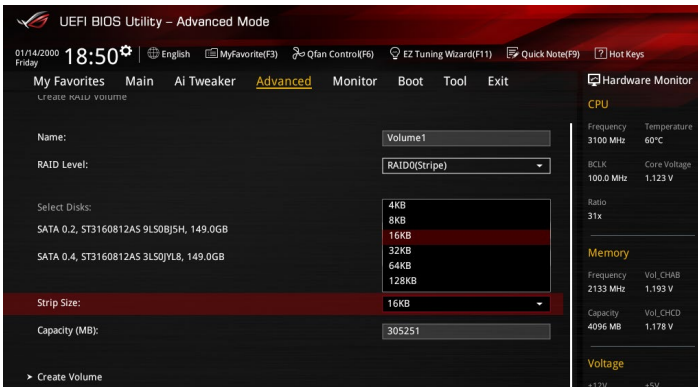 UEFI BIOS Utility – Advanced Mode
01/14/2000 Friday 18:50 English MyFavorite(F3) Qfan Control(F6) EZ Tuning Wizard(F11) Quick Note(F9) ? Hot Keys
My Favorites Main Ai Tweaker Advanced Monitor Boot Tool Exit
Create RAID Volume
Name: Volume1
RAID Level: RAID0(Stripe)
Select Disks:
SATA 0.2, ST3160812AS 9LS0BJ5H, 149.0GB
SATA 0.4, ST3160812AS 3LS0JYL8, 149.0GB
4KB
8KB
16KB
32KB
64KB
128KB
Strip Size: 16KB
Capacity (MB): 305251
> Create Volume
Hardware Monitor
CPU
Frequency Temperature
3100 MHz 60°C
BCLK Core Voltage
100.0 MHz 1.123 V
Ratio
31x
Memory
Frequency Vol_CHAB
2133 MHz 1.193 V
Capacity Vol_CHCD
4096 MB 1.178 V
Voltage
+12V +5V